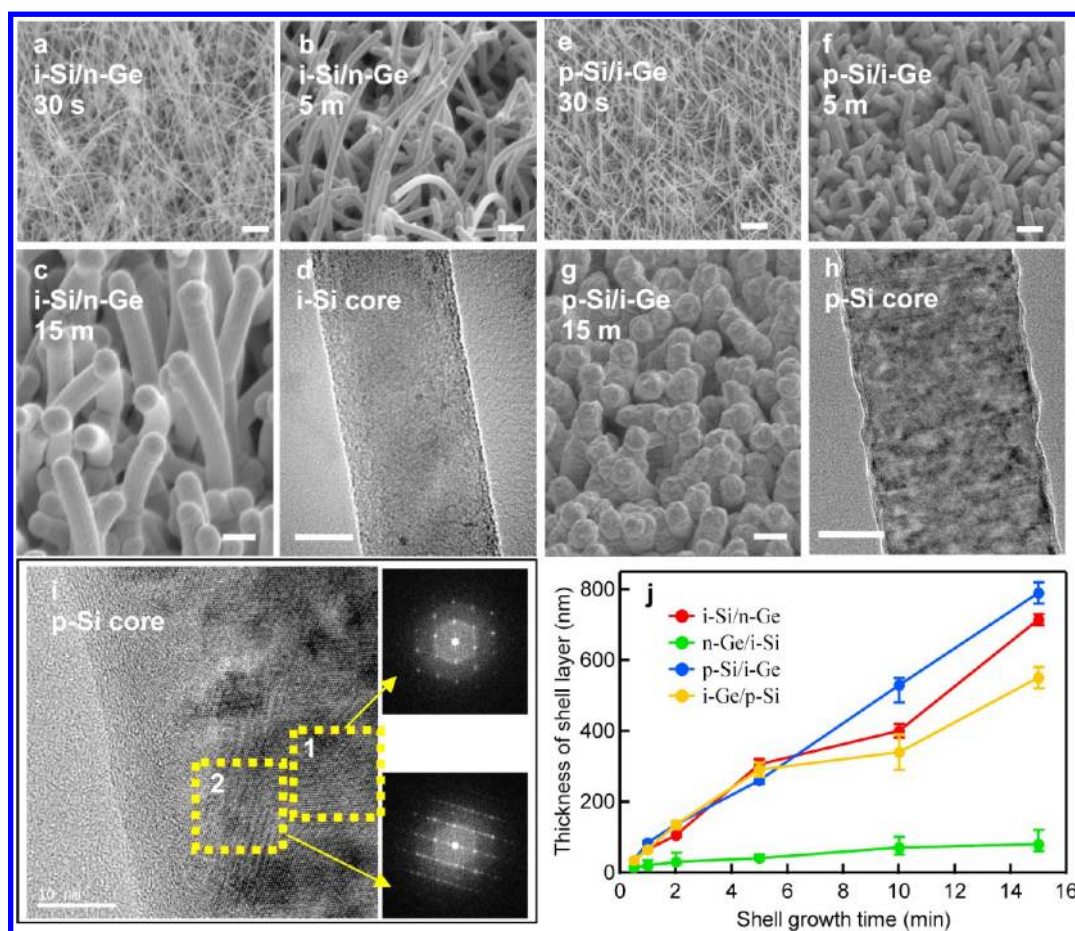 a
i-Si/n-Ge
30 s
b
i-Si/n-Ge
5 m
e
p-Si/i-Ge
30 s
f
p-Si/i-Ge
5 m
c
i-Si/n-Ge
15 m
d
i-Si core
g
p-Si/i-Ge
15 m
h
p-Si core
i
p-Si core
1
2
10 nm
j
i-Si/n-Ge
n-Ge/i-Si
p-Si/i-Ge
i-Ge/p-Si
Thickness of shell layer (nm)
800
600
400
200
0
0 2 4 6 8 10 12 14 16
Shell growth time (min)